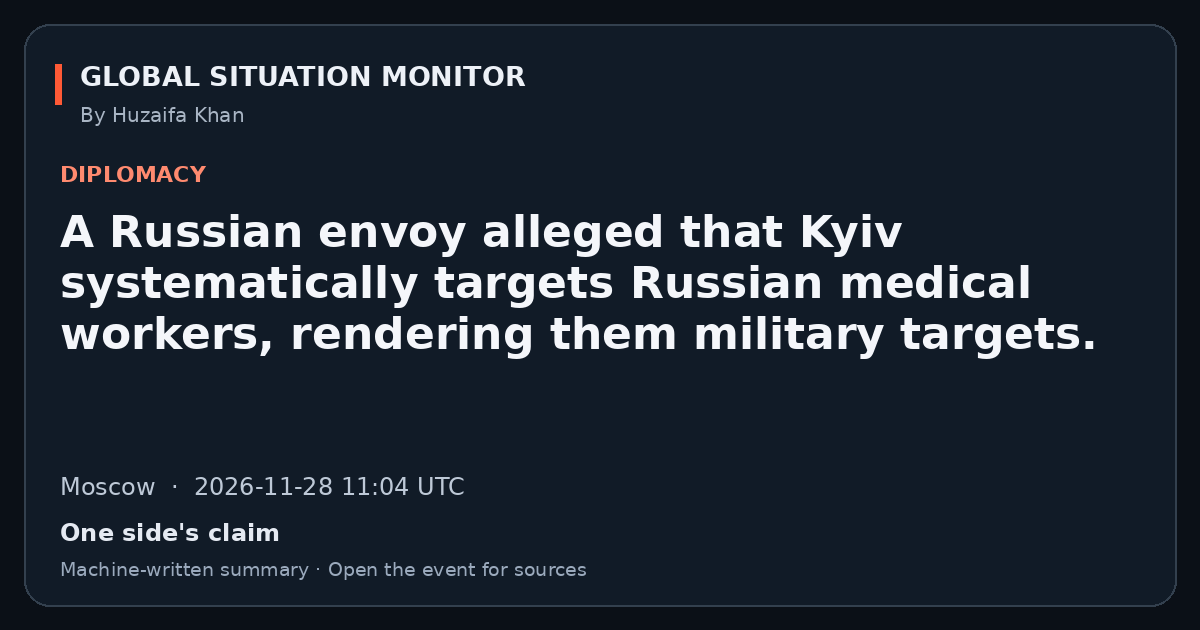 GLOBAL SITUATION MONITOR
By Huzaifa Khan
DIPLOMACY
A Russian envoy alleged that Kyiv
systematically targets Russian medical
workers, rendering them military targets.
Moscow · 2026-11-28 11:04 UTC
One side's claim
Machine-written summary · Open the event for sources